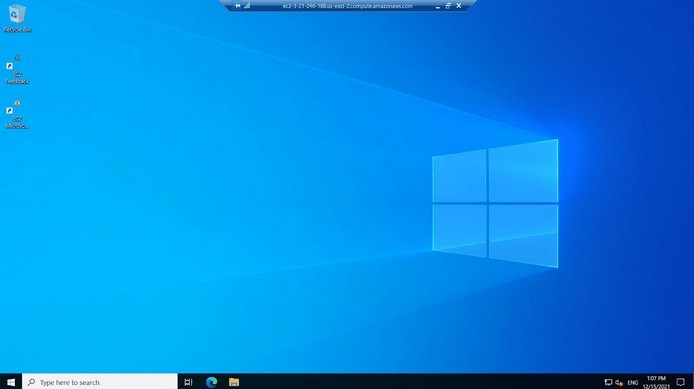 ec2-3-21-246-188.us-east-2.compute.amazonaws.com
Recycle Bin
EC2
Feedback
EC2
Microso...
Type here to search
ENG
1:07 PM
12/15/2021